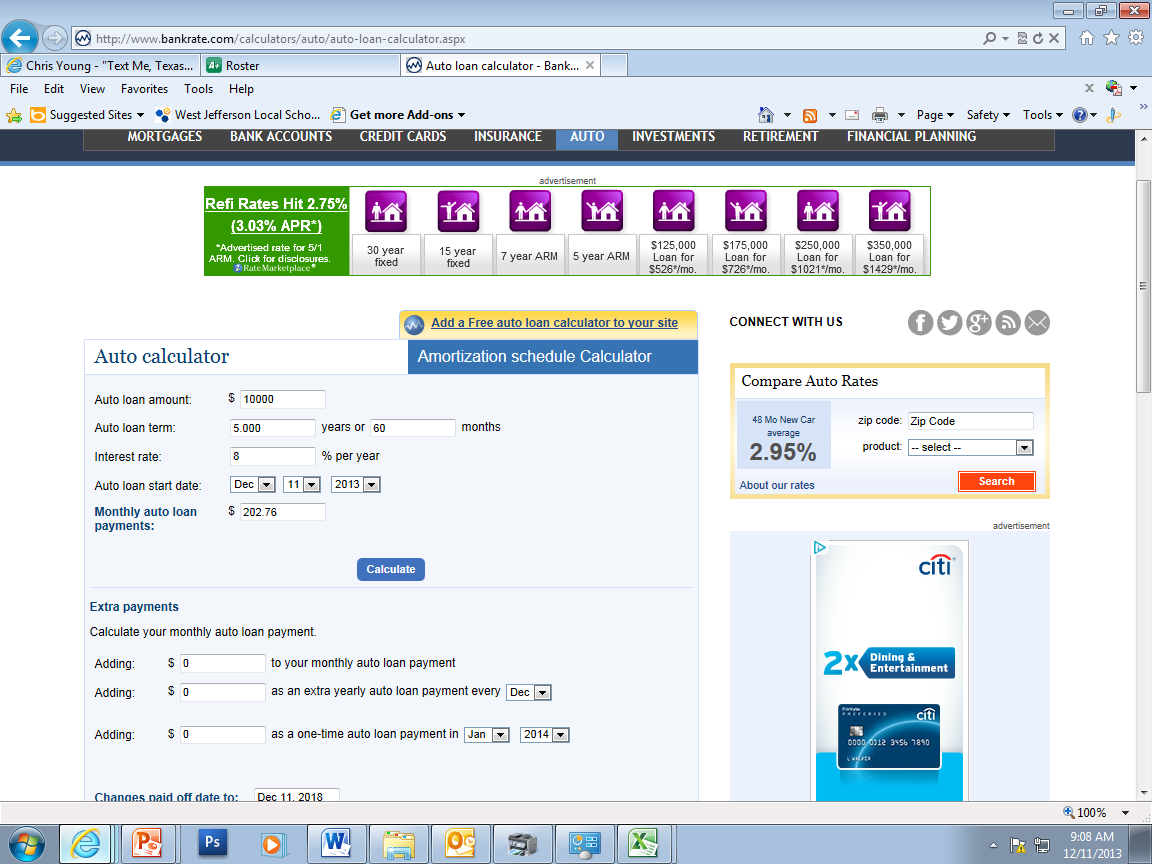 http://www.bankrate.com/calculators/auto/auto-loan-calculator.aspx
Chris Young - "Text Me, Texas...
A+ Roster
Auto loan calculator - Bank...
File Edit View Favorites Tools Help
Suggested Sites West Jefferson Local Scho... Get more Add-ons
Page Safety Tools
MORTGAGES BANK ACCOUNTS CREDIT CARDS INSURANCE AUTO INVESTMENTS RETIREMENT FINANCIAL PLANNING
advertisement
Refi Rates Hit 2.75%
(3.03% APR*)
*Advertised rate for 5/1
ARM. Click for disclosures.
RateMarketplace
30 year
fixed
15 year
fixed
7 year ARM
5 year ARM
$125,000
Loan for
$526*/mo.
$175,000
Loan for
$726*/mo.
$250,000
Loan for
$1021*/mo.
$350,000
Loan for
$1429*/mo.
Add a Free auto loan calculator to your site
Auto calculator
Amortization schedule Calculator
Auto loan amount: $ 10000
Auto loan term: 5.000 years or 60 months
Interest rate: 8 % per year
Auto loan start date: Dec 11 2013
Monthly auto loan
payments: $ 202.76
Calculate
Extra payments
Calculate your monthly auto loan payment.
Adding: $ 0 to your monthly auto loan payment
Adding: $ 0 as an extra yearly auto loan payment every Dec
Adding: $ 0 as a one-time auto loan payment in Jan 2014
Changes paid off date to: Dec 11, 2018
CONNECT WITH US
Compare Auto Rates
48 Mo New Car
average
2.95%
About our rates
zip code: Zip Code
product: -- select --
Search
advertisement
citi
2x Dining &
Entertainment
thankyou
PREFERRED
citi
0000 0012 3456 7890
L WALKER
100%
9:08 AM
12/11/2013